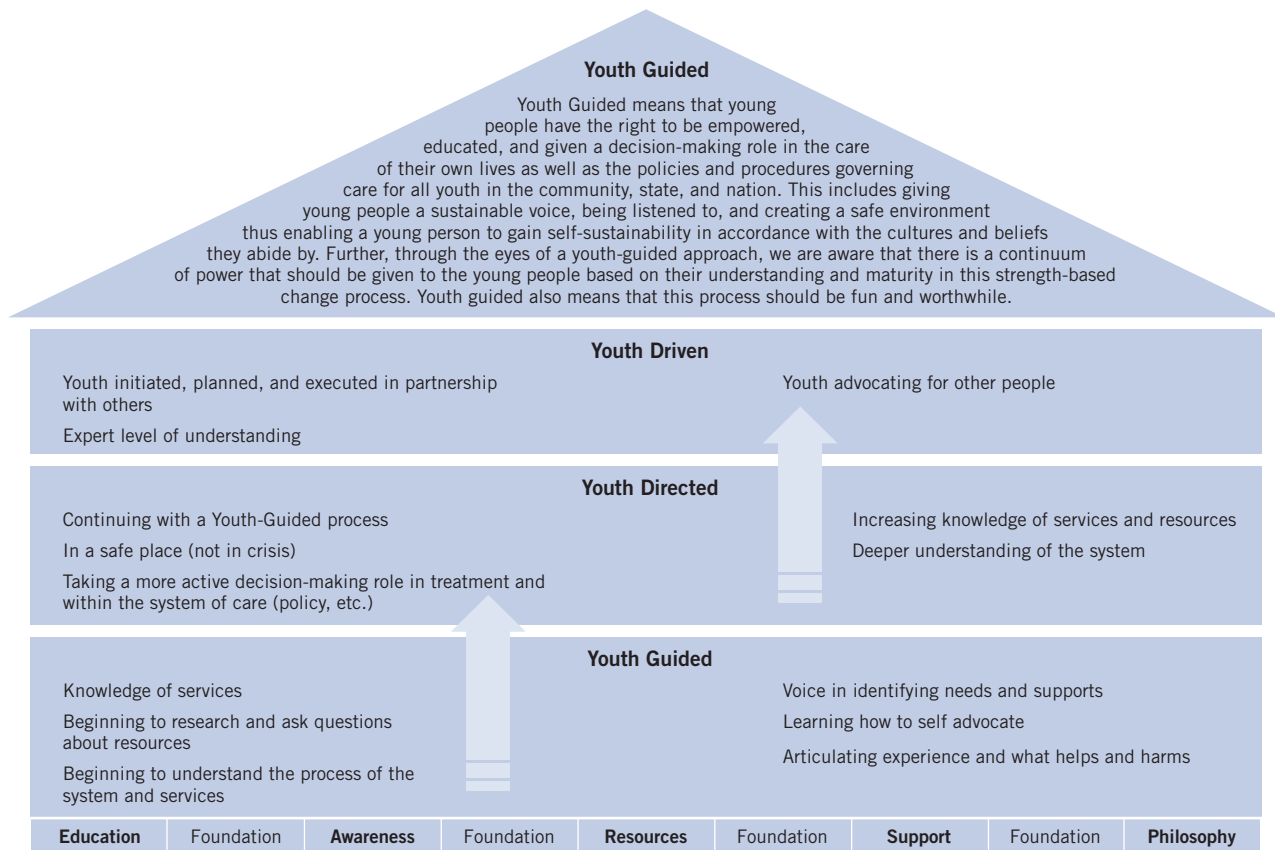 Youth Guided
Youth Guided means that young
people have the right to be empowered,
educated, and given a decision-making role in the care
of their own lives as well as the policies and procedures governing
care for all youth in the community, state, and nation. This includes giving
young people a sustainable voice, being listened to, and creating a safe environment
thus enabling a young person to gain self-sustainability in accordance with the cultures and beliefs
they abide by. Further, through the eyes of a youth-guided approach, we are aware that there is a continuum
of power that should be given to the young people based on their understanding and maturity in this strength-based
change process. Youth guided also means that this process should be fun and worthwhile.
Youth Driven
Youth initiated, planned, and executed in partnership
with others
Expert level of understanding
Youth advocating for other people
Youth Directed
Continuing with a Youth-Guided process
In a safe place (not in crisis)
Taking a more active decision-making role in treatment and
within the system of care (policy, etc.)
Increasing knowledge of services and resources
Deeper understanding of the system
Youth Guided
Knowledge of services
Beginning to research and ask questions
about resources
Beginning to understand the process of the
system and services
Voice in identifying needs and supports
Learning how to self advocate
Articulating experience and what helps and harms
Education Foundation Awareness Foundation Resources Foundation Support Foundation Philosophy